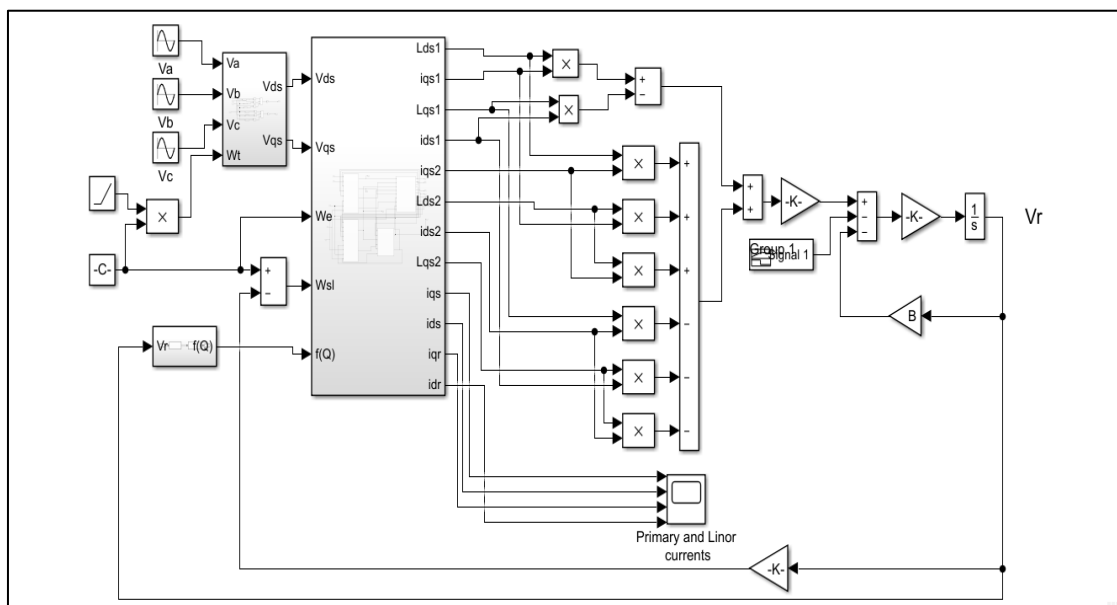 Va
Vb
Vc
Va
Vb
Vc
Wt
Vds
Vqs
×
-C-
+
−
Vr
f(Q)
Vds
Vqs
We
Wsl
f(Q)
Lds1
iqs1
Lqs1
ids1
iqs2
Lds2
ids2
Lqs2
iqs
ids
iqr
idr
×
×
+
−
×
×
×
×
×
×
+
+
+
−
−
−
+
+
-K-
Group 1
Signal 1
+
−
−
-K-
1
s
Vr
B
Primary and Linor
currents
-K-